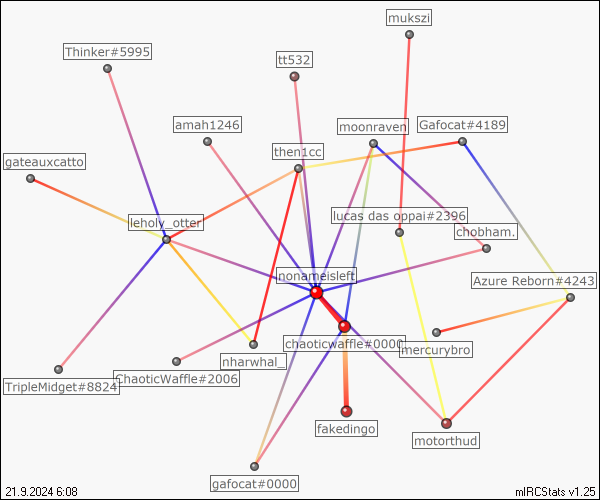 mukszi
Thinker#5995
tt532
amah1246
moonraven
Gafocat#4189
then1cc
gateauxcatto
leholy_otter
lucas das oppai#2396
chobham.
nonameisleft
Azure Reborn#4243
chaoticwaffle#0000
mercurybro
nharwhal_
ChaoticWaffle#2006
TripleMidget#8824
fakedingo
motorthud
gafocat#0000
21.9.2024 6:08
mIRCStats v1.25